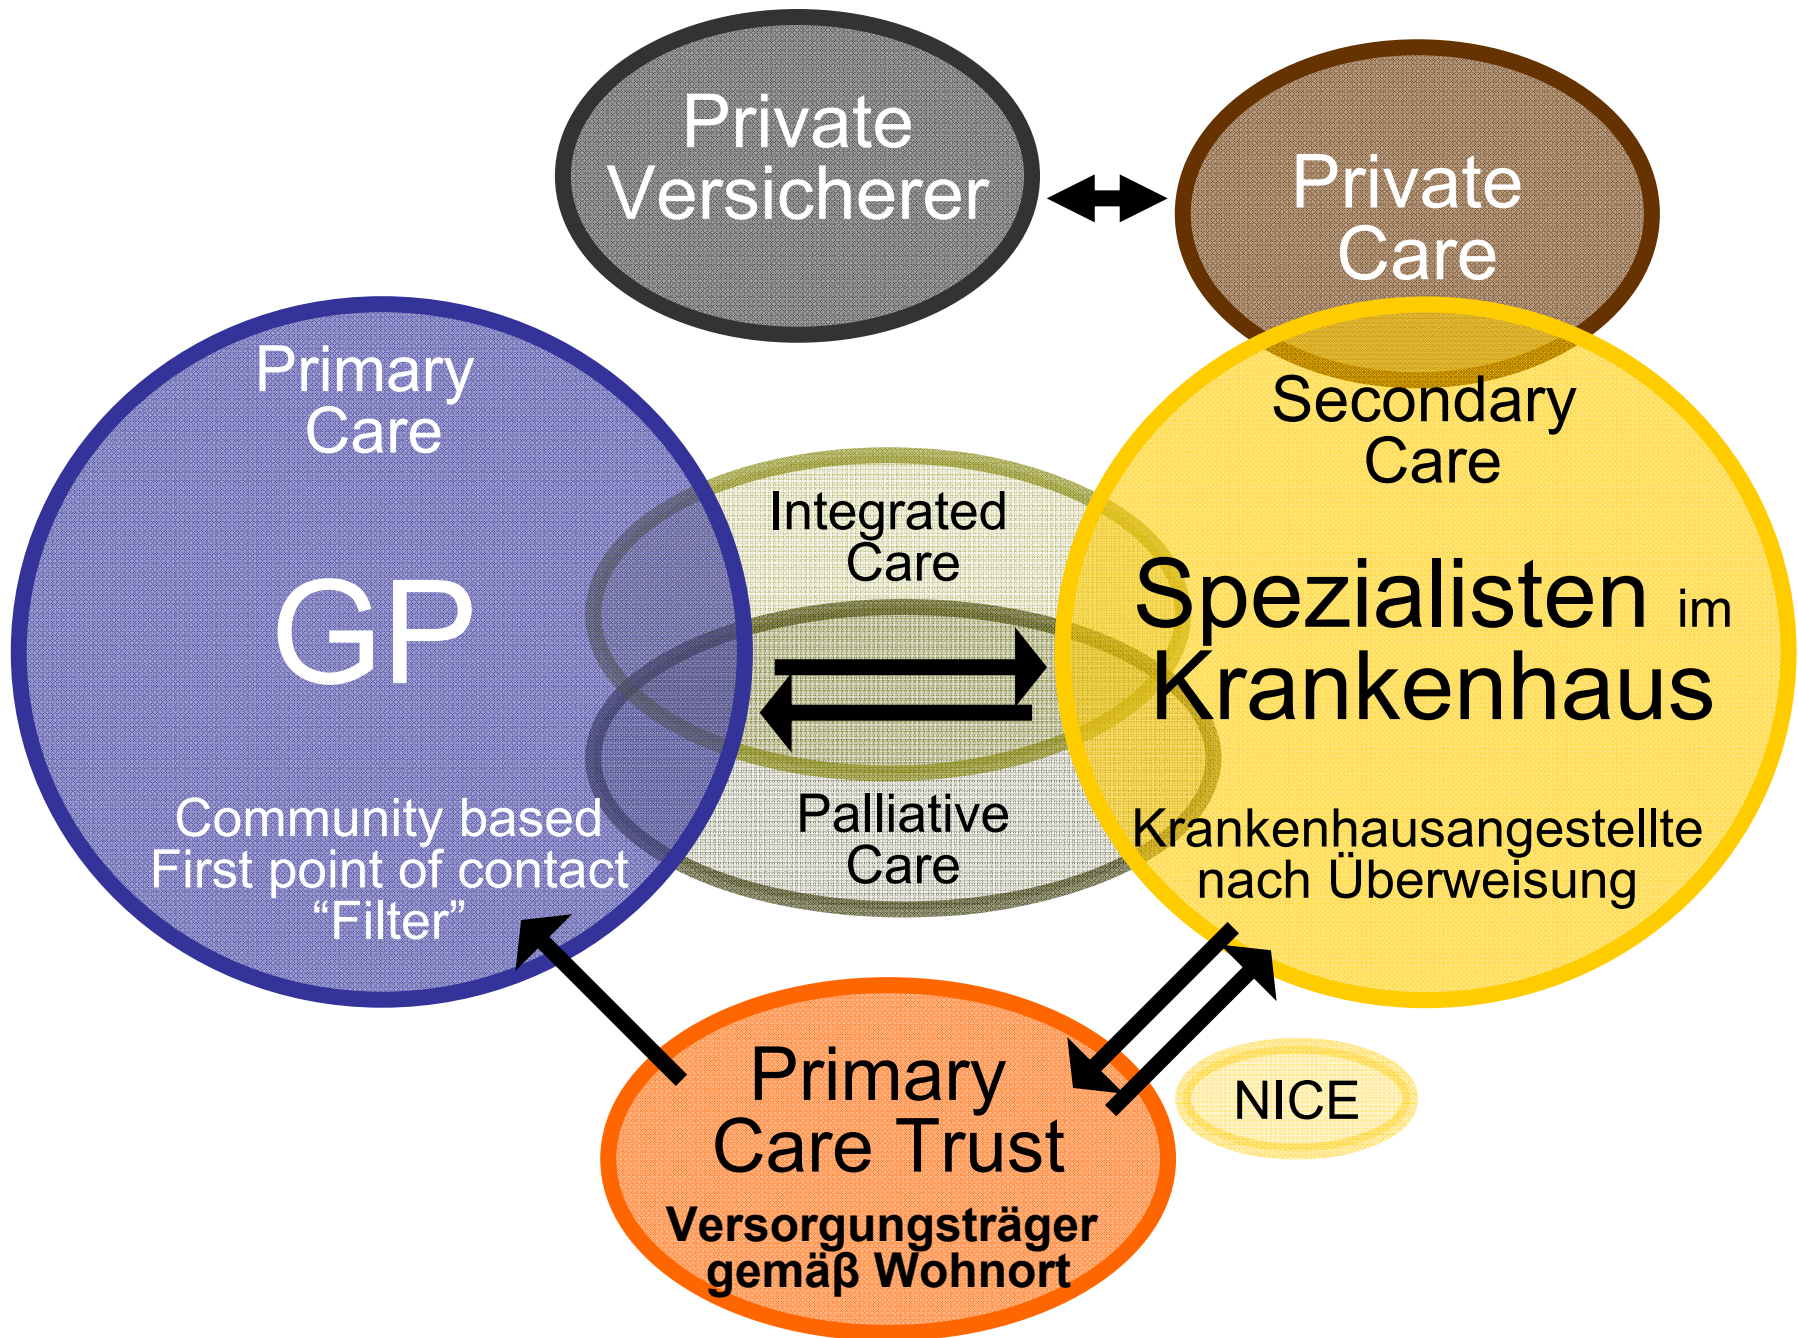 Private
Versicherer
Private
Care
Primary
Care
GP
Community based
First point of contact
“Filter”
Integrated
Care
Palliative
Care
Secondary
Care
Spezialisten im
Krankenhaus
Krankenhausangestellte
nach Überweisung
Primary
Care Trust
Versorgungsträger
gemäß Wohnort
NICE